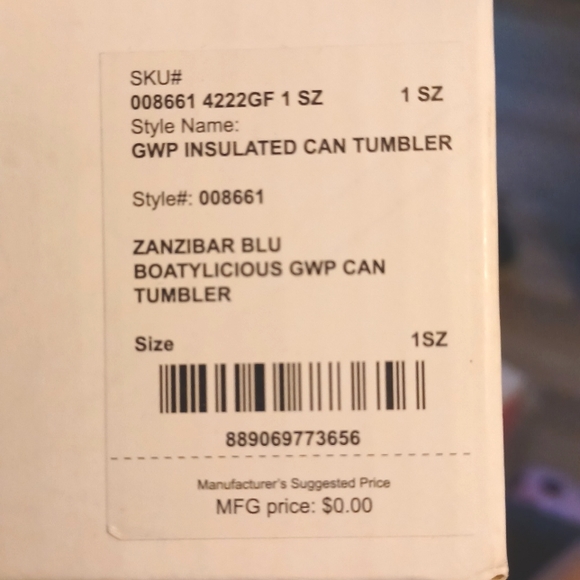 SKU#
008661 4222GF 1 SZ 1 SZ
Style Name:
GWP INSULATED CAN TUMBLER
Style#: 008661
ZANZIBAR BLU
BOATYLICIOUS GWP CAN
TUMBLER
Size 1SZ
889069773656
Manufacturer's Suggested Price
MFG price: $0.00